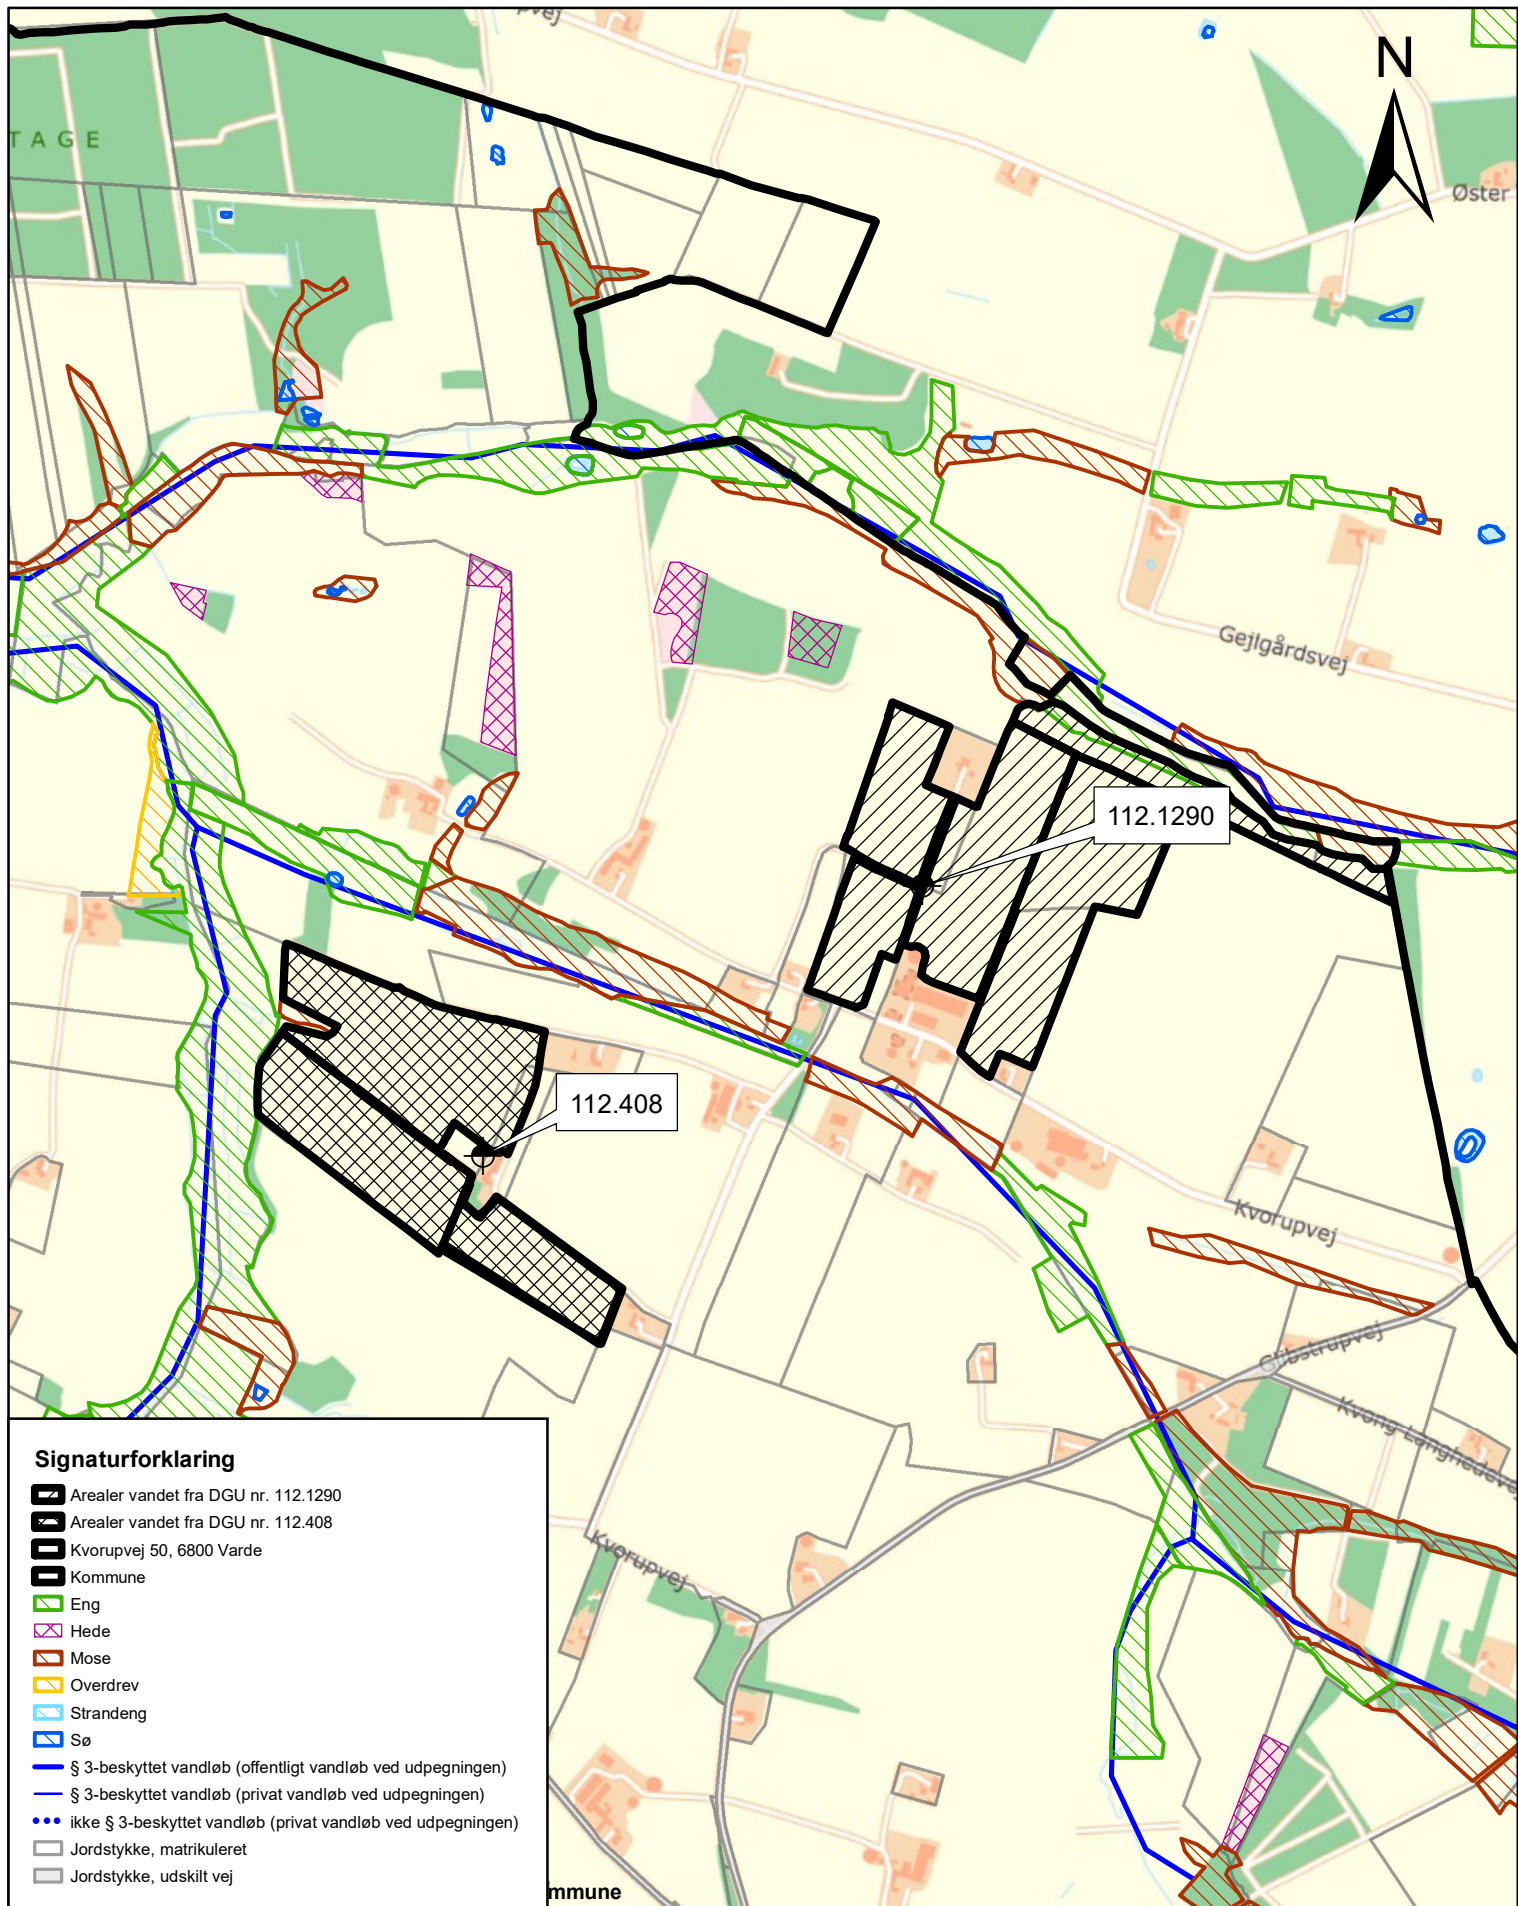 N
TAGE
Øster
Gejlgårdsvej
112.1290
112.408
Kvorupvej
Glibstrupvej
Kvong Langhedevej
Kvorupvej
Signaturforklaring
Arealer vandet fra DGU nr. 112.1290
Arealer vandet fra DGU nr. 112.408
Kvorupvej 50, 6800 Varde
Kommune
Eng
Hede
Mose
Overdrev
Strandeng
Sø
§ 3-beskyttet vandløb (offentligt vandløb ved udpegningen)
§ 3-beskyttet vandløb (privat vandløb ved udpegningen)
ikke § 3-beskyttet vandløb (privat vandløb ved udpegningen)
Jordstykke, matrikuleret
Jordstykke, udskilt vej
mmune